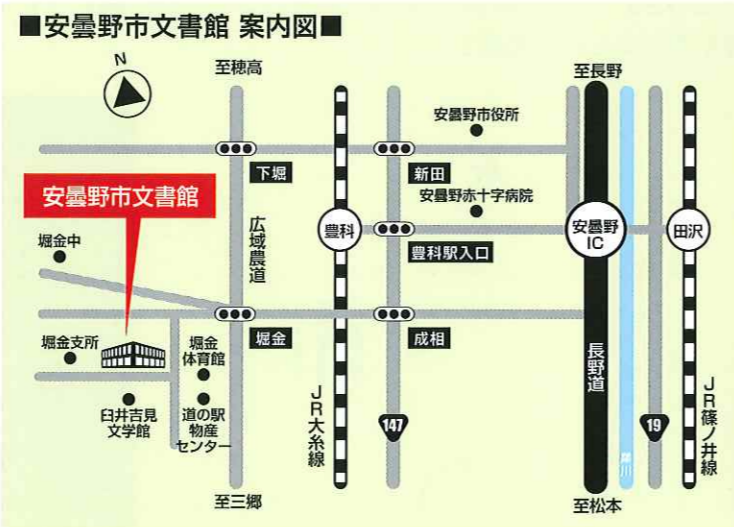 ■安曇野市文書館 案内図■
N
至穂高
至長野
安曇野市役所
下堀
新田
安曇野市文書館
安曇野赤十字病院
堀金中
広域農道
豊科
豊科駅入口
安曇野
IC
田沢
堀金支所
堀金
体育館
堀金
成相
長野道
臼井吉見
文学館
道の駅
物産
センター
JR大糸線
147
19
JR篠ノ井線
至三郷
至松本